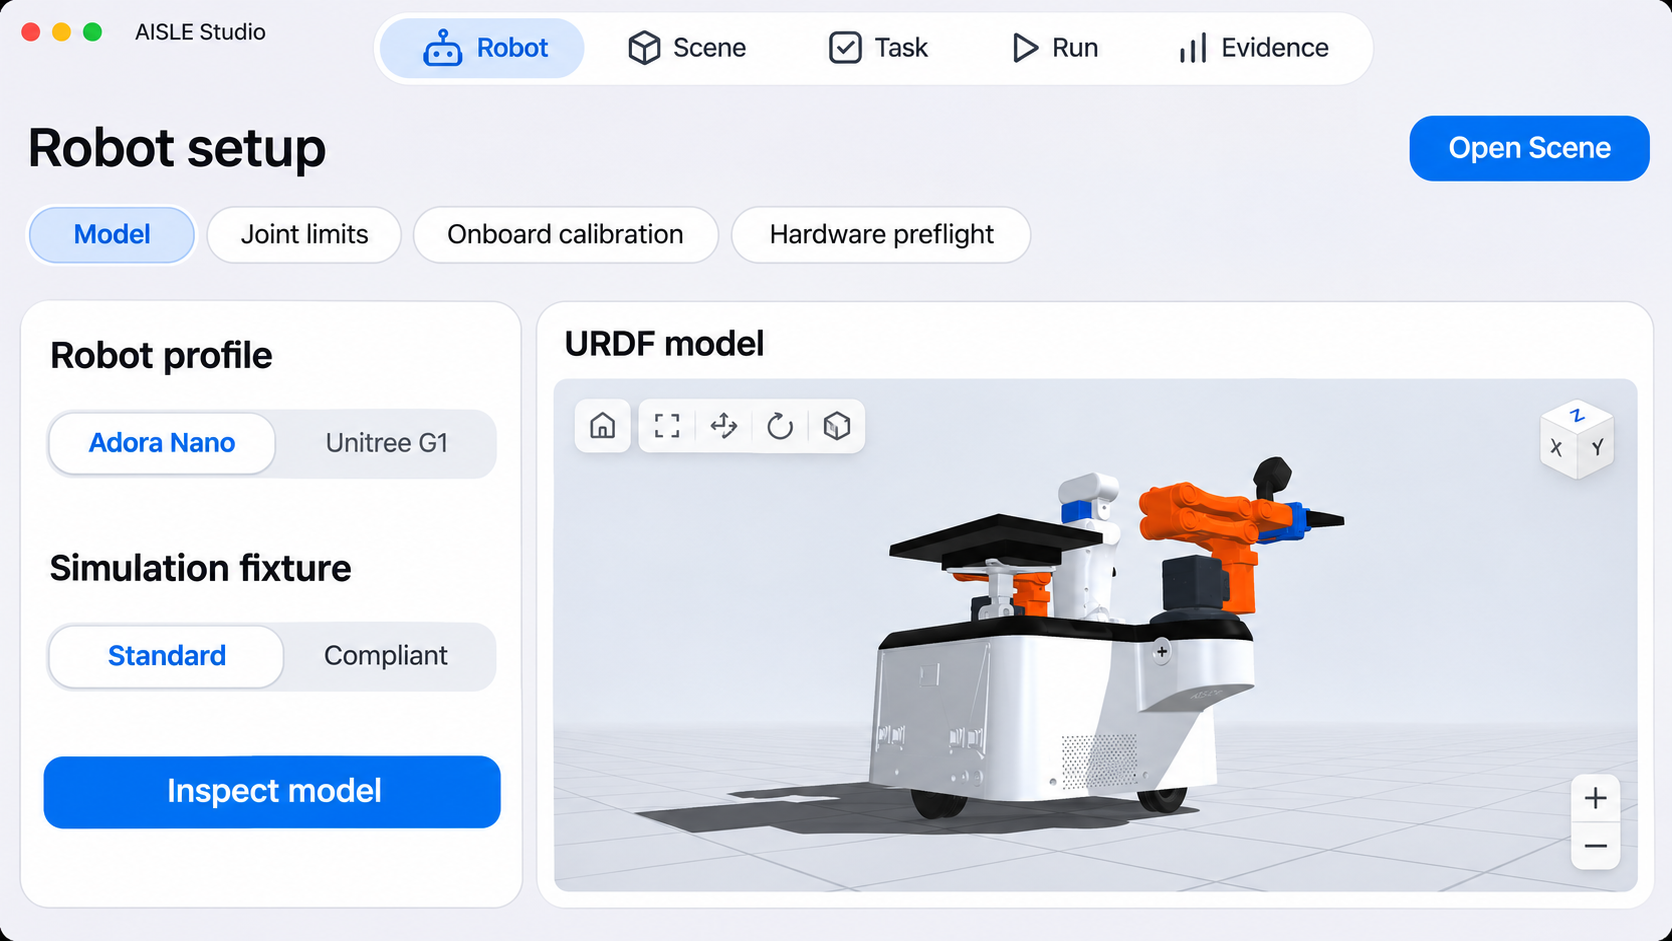 AISLE Studio
Robot
Scene
Task
Run
Evidence
Robot setup
Open Scene
Model
Joint limits
Onboard calibration
Hardware preflight
Robot profile
Adora Nano
Unitree G1
Simulation fixture
Standard
Compliant
Inspect model
URDF model
Z
X
Y